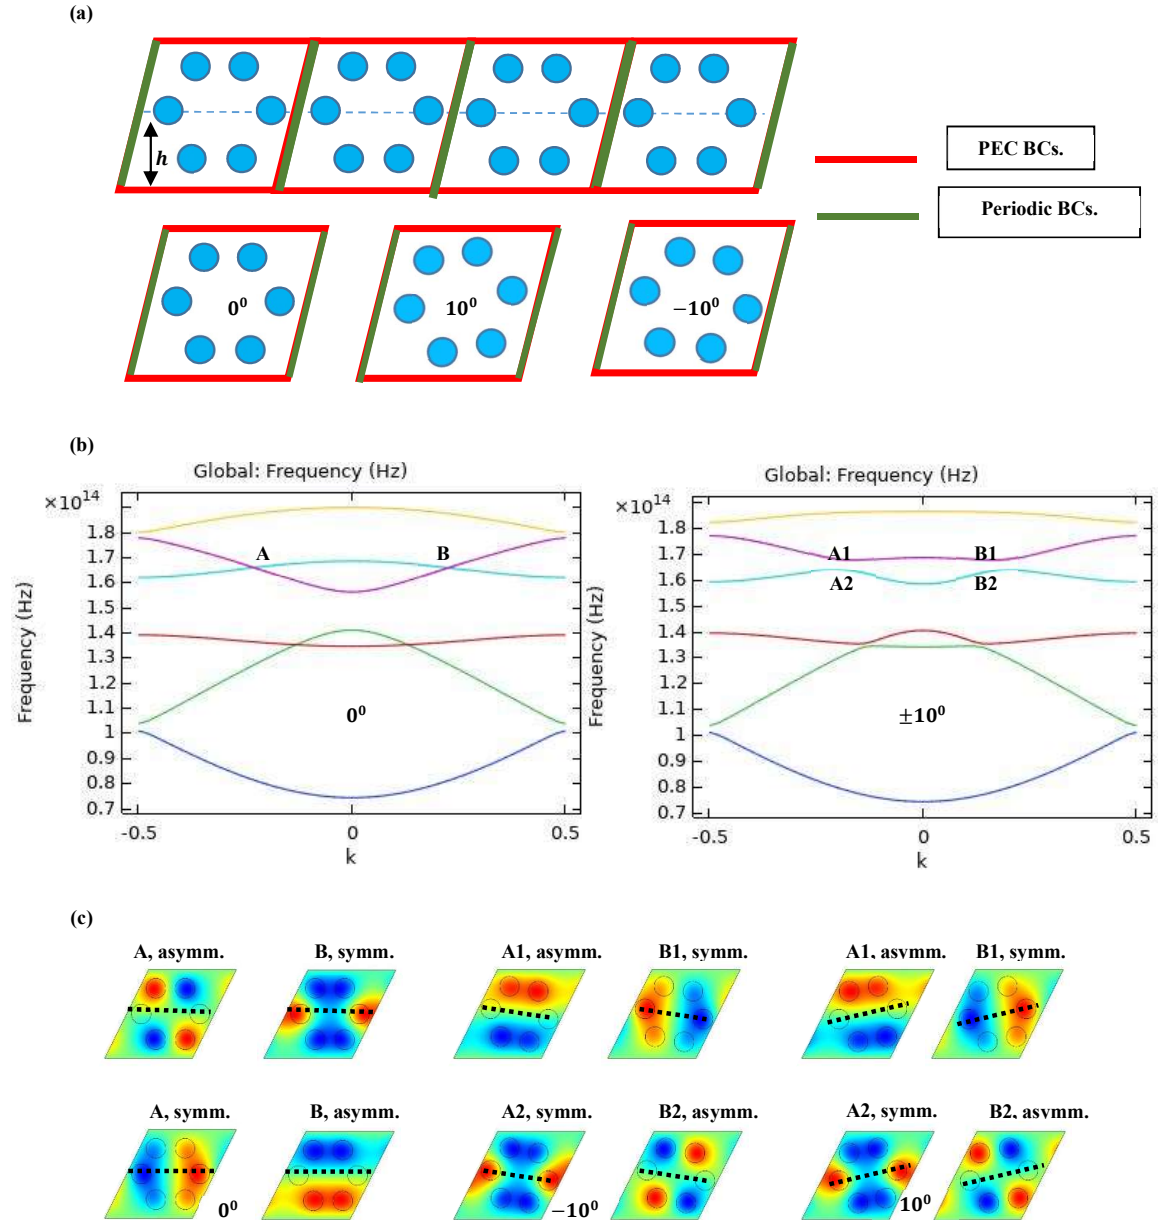 (a)
h
PEC BCs.
Periodic BCs.
0⁰
10⁰
−10⁰
(b)
Global: Frequency (Hz)
×10¹⁴
1.8
1.7
1.6
1.5
1.4
1.3
1.2
1.1
1
0.9
0.8
0.7
Frequency (Hz)
A
B
0⁰
-0.5
0
0.5
k
Global: Frequency (Hz)
×10¹⁴
1.8
1.7
1.6
1.5
1.4
1.3
1.2
1.1
1
0.9
0.8
0.7
Frequency (Hz)
A1
B1
A2
B2
±10⁰
-0.5
0
0.5
k
(c)
A, asymm.
B, symm.
A1, asymm.
B1, symm.
A1, asymm.
B1, symm.
A, symm.
B, asymm.
A2, symm.
B2, asymm.
A2, symm.
B2, asymm.
0⁰
−10⁰
10⁰